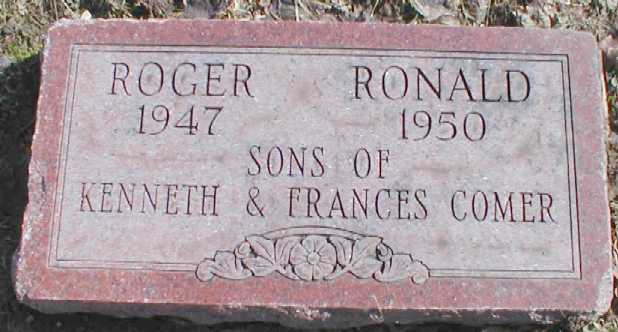 ROGER RONALD
1947 1950
SONS OF
KENNETH & FRANCES COMER